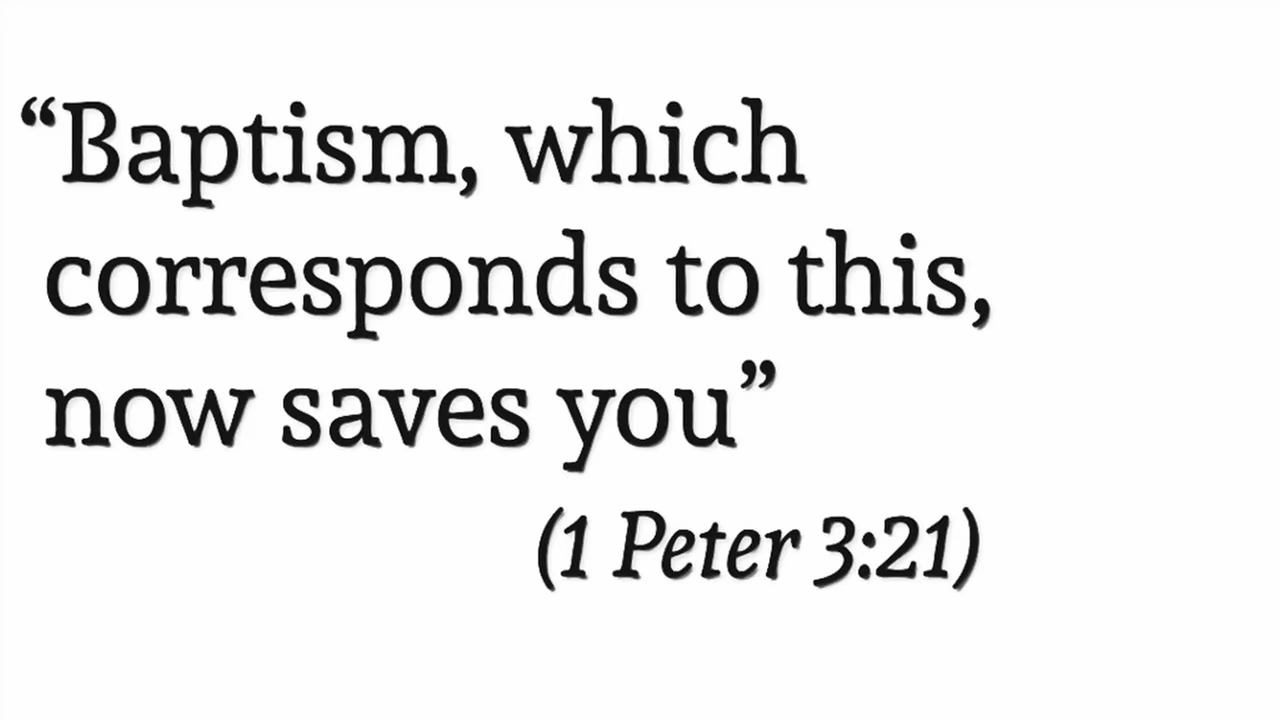 “Baptism, which
corresponds to this,
now saves you”
(1 Peter 3:21)